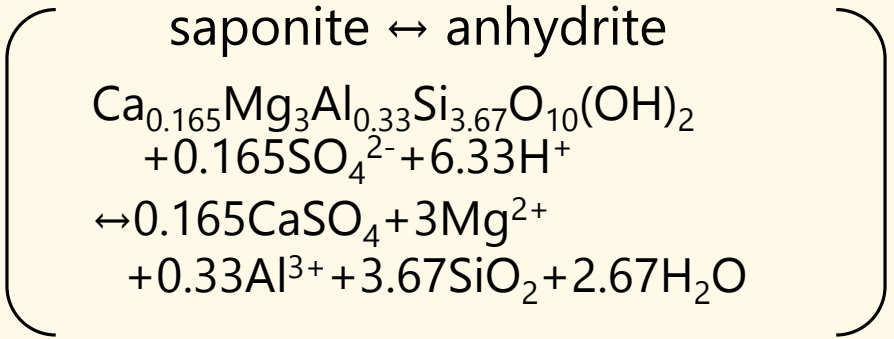 saponite ↔ anhydrite
Ca₀.₁₆₅Mg₃Al₀.₃₃Si₃.₆₇O₁₀(OH)₂
+0.165SO₄²⁻+6.33H⁺
↔0.165CaSO₄+3Mg²⁺
+0.33Al³⁺+3.67SiO₂+2.67H₂O